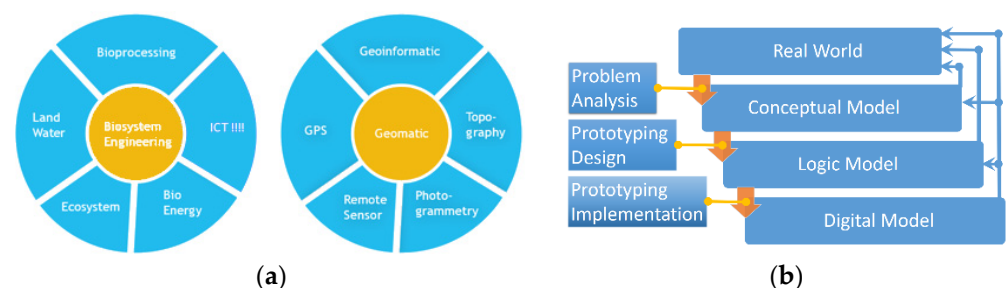 Bioprocessing
Land
Water
Biosystem
Engineering
ICT !!!!
Ecosystem
Bio
Energy
Geoinformatic
GPS
Geomatic
Topo-
graphy
Remote
Sensor
Photo-
grammetry
(a)
Real World
Problem
Analysis
Conceptual Model
Prototyping
Design
Logic Model
Prototyping
Implementation
Digital Model
(b)